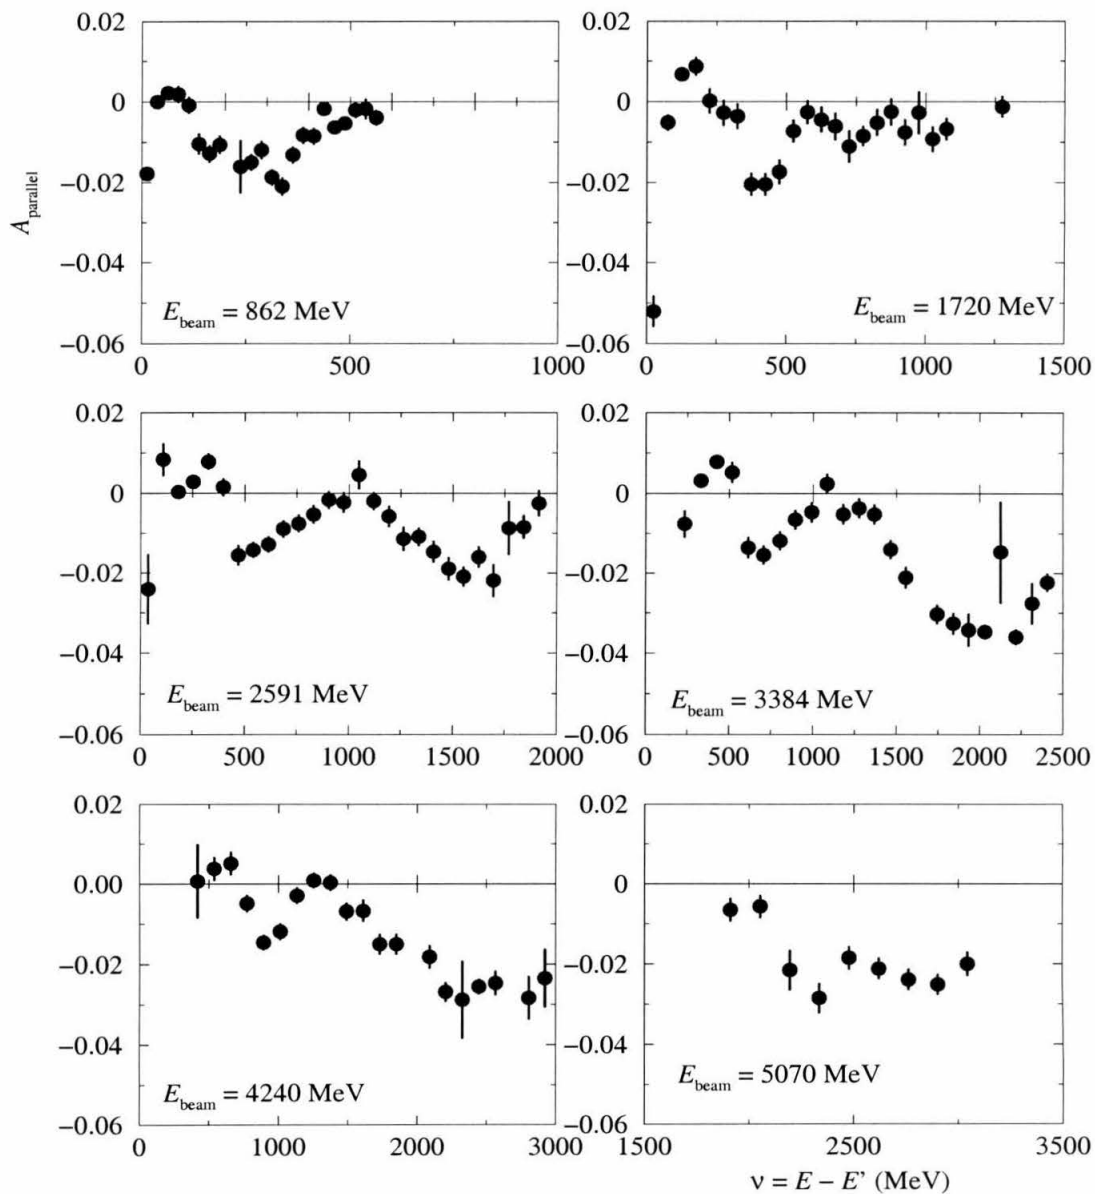 0.02
0
−0.02
−0.04
−0.06
A_parallel
E_beam = 862 MeV
0 500 1000
0.02
0
−0.02
−0.04
−0.06
E_beam = 1720 MeV
0 500 1000 1500
0.02
0
−0.02
−0.04
−0.06
E_beam = 2591 MeV
0 500 1000 1500 2000
0.02
0
−0.02
−0.04
−0.06
E_beam = 3384 MeV
0 500 1000 1500 2000 2500
0.02
0.00
−0.02
−0.04
−0.06
E_beam = 4240 MeV
0 1000 2000 3000
0.02
0
−0.02
−0.04
−0.06
E_beam = 5070 MeV
1500 2500 3500
ν = E − E’ (MeV)